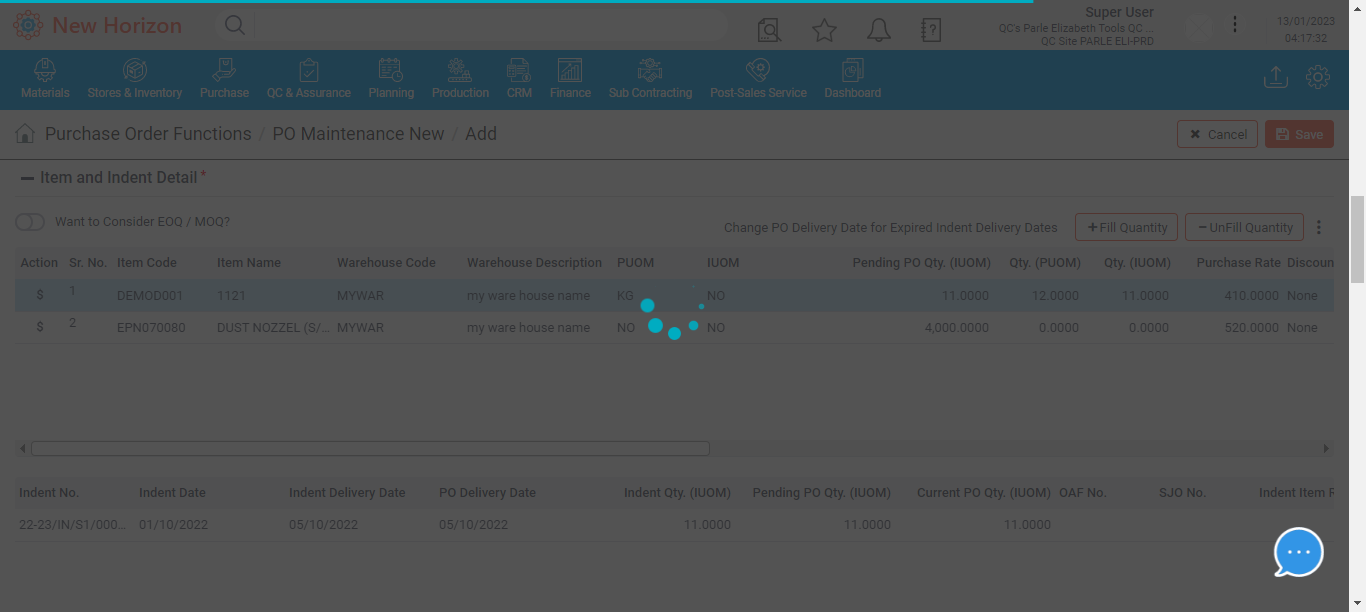 New Horizon
Super User
QC's Parle Elizabeth Tools QC ...
QC Site PARLE ELI-PRD
13/01/2023
04:17:32
Materials Stores & Inventory Purchase QC & Assurance Planning Production CRM Finance Sub Contracting Post-Sales Service Dashboard
Purchase Order Functions / PO Maintenance New / Add
Cancel Save
Item and Indent Detail *
Want to Consider EOQ / MOQ?
Change PO Delivery Date for Expired Indent Delivery Dates + Fill Quantity − UnFill Quantity
Action Sr. No. Item Code Item Name Warehouse Code Warehouse Description PUOM IUOM Pending PO Qty. (IUOM) Qty. (PUOM) Qty. (IUOM) Purchase Rate Discoun
$ 1 DEMOD001 1121 MYWAR my ware house name KG NO 11.0000 12.0000 11.0000 410.0000 None
$ 2 EPN070080 DUST NOZZEL (S/... MYWAR my ware house name NO NO 4,000.0000 0.0000 0.0000 520.0000 None
Indent No. Indent Date Indent Delivery Date PO Delivery Date Indent Qty. (IUOM) Pending PO Qty. (IUOM) Current PO Qty. (IUOM) OAF No. SJO No. Indent Item R
22-23/IN/S1/000... 01/10/2022 05/10/2022 05/10/2022 11.0000 11.0000 11.0000